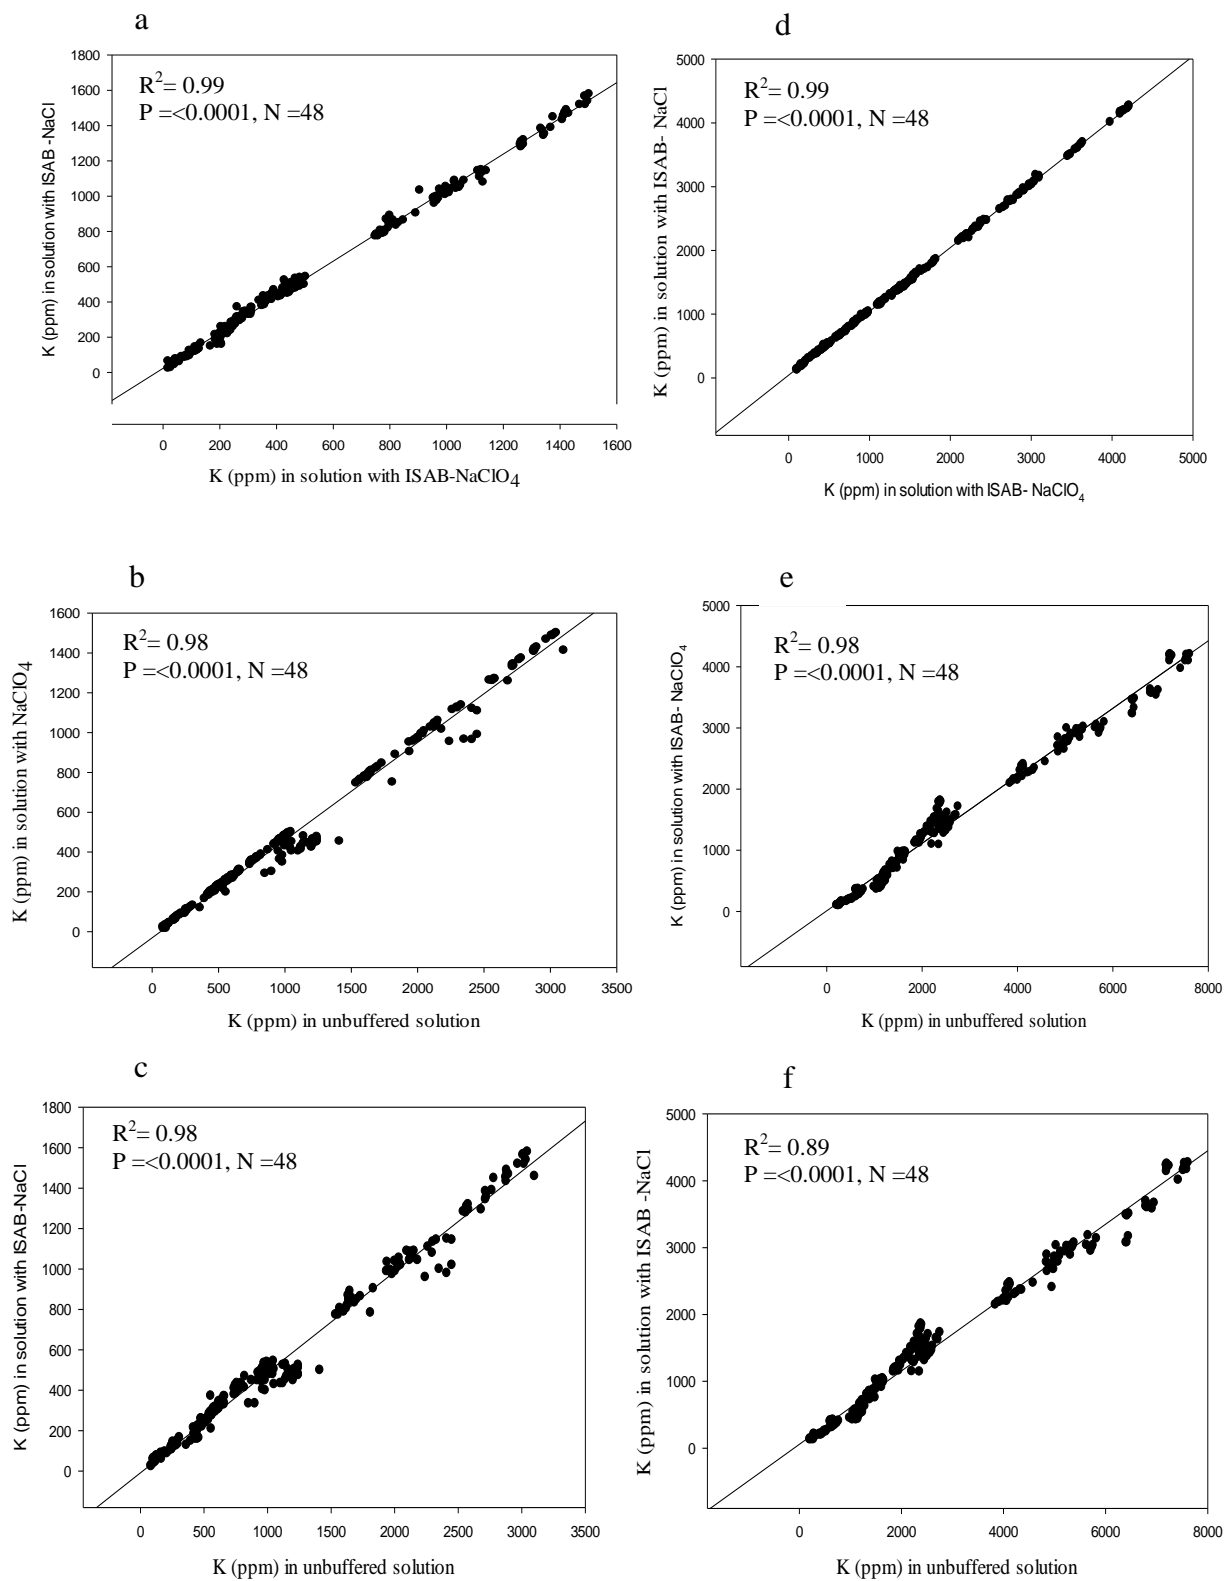 a
R²= 0.99
P =<0.0001, N =48
K (ppm) in solution with ISAB -NaCl
1800
1600
1400
1200
1000
800
600
400
200
0
0 200 400 600 800 1000 1200 1400 1600
K (ppm) in solution with ISAB-NaClO₄
d
R²= 0.99
P =<0.0001, N =48
K (ppm) in solution with ISAB- NaCl
5000
4000
3000
2000
1000
0
0 1000 2000 3000 4000 5000
K (ppm) in solution with ISAB- NaClO₄
b
R²= 0.98
P =<0.0001, N =48
K (ppm) in solution with NaClO₄
1600
1400
1200
1000
800
600
400
200
0
0 500 1000 1500 2000 2500 3000 3500
K (ppm) in unbuffered solution
e
R²= 0.98
P =<0.0001, N =48
K (ppm) in solution with ISAB- NaClO₄
5000
4000
3000
2000
1000
0
0 2000 4000 6000 8000
K (ppm) in unbuffered solution
c
R²= 0.98
P =<0.0001, N =48
K (ppm) in solution with ISAB-NaCl
1800
1600
1400
1200
1000
800
600
400
200
0
0 500 1000 1500 2000 2500 3000 3500
K (ppm) in unbuffered solution
f
R²= 0.89
P =<0.0001, N =48
K (ppm) in solution with ISAB -NaCl
5000
4000
3000
2000
1000
0
0 2000 4000 6000 8000
K (ppm) in unbuffered solution